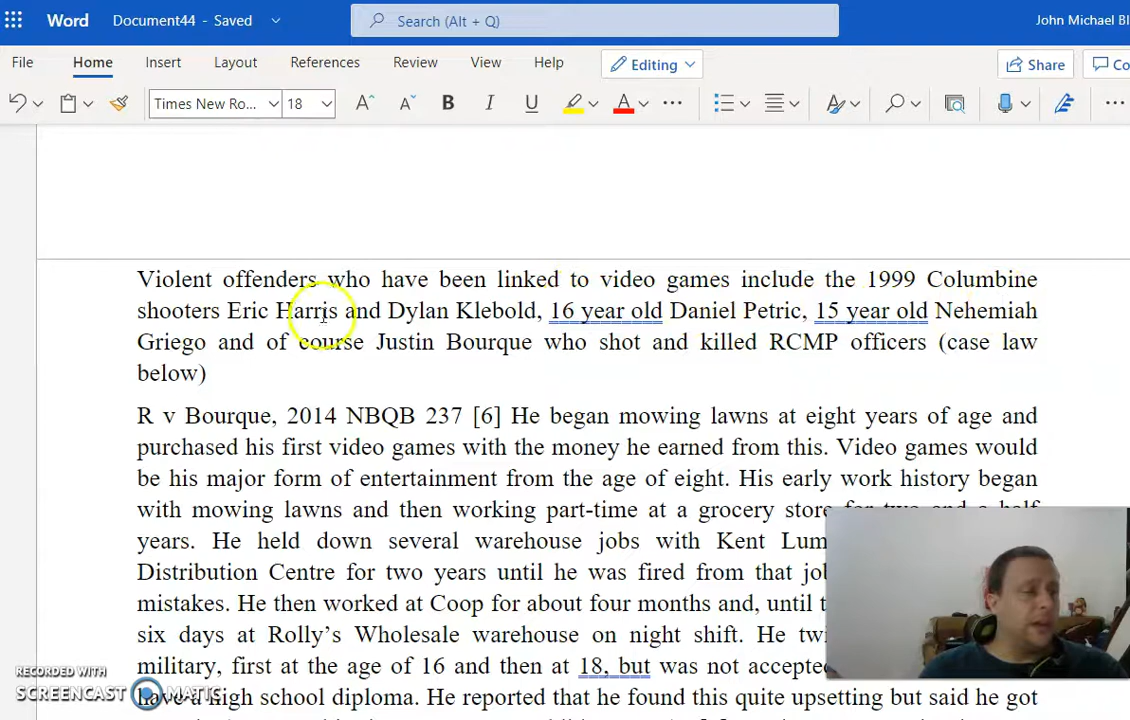 Word Document44 - Saved Search (Alt + Q) John Michael Bl
File Home Insert Layout References Review View Help Editing Share Co
Times New Ro... 18 A A B I U A
Violent offenders who have been linked to video games include the 1999 Columbine
shooters Eric Harris and Dylan Klebold, 16 year old Daniel Petric, 15 year old Nehemiah
Griego and of course Justin Bourque who shot and killed RCMP officers (case law
below)
R v Bourque, 2014 NBQB 237 [6] He began mowing lawns at eight years of age and
purchased his first video games with the money he earned from this. Video games would
be his major form of entertainment from the age of eight. His early work history began
with mowing lawns and then working part-time at a grocery store for two and a half
years. He held down several warehouse jobs with Kent Lum
Distribution Centre for two years until he was fired from that job
mistakes. He then worked at Coop for about four months and, until
six days at Rolly's Wholesale warehouse on night shift. He twi
military, first at the age of 16 and then at 18, but was not accepte
have a high school diploma. He reported that he found this quite upsetting but said he got
RECORDED WITH
SCREENCAST MATIC